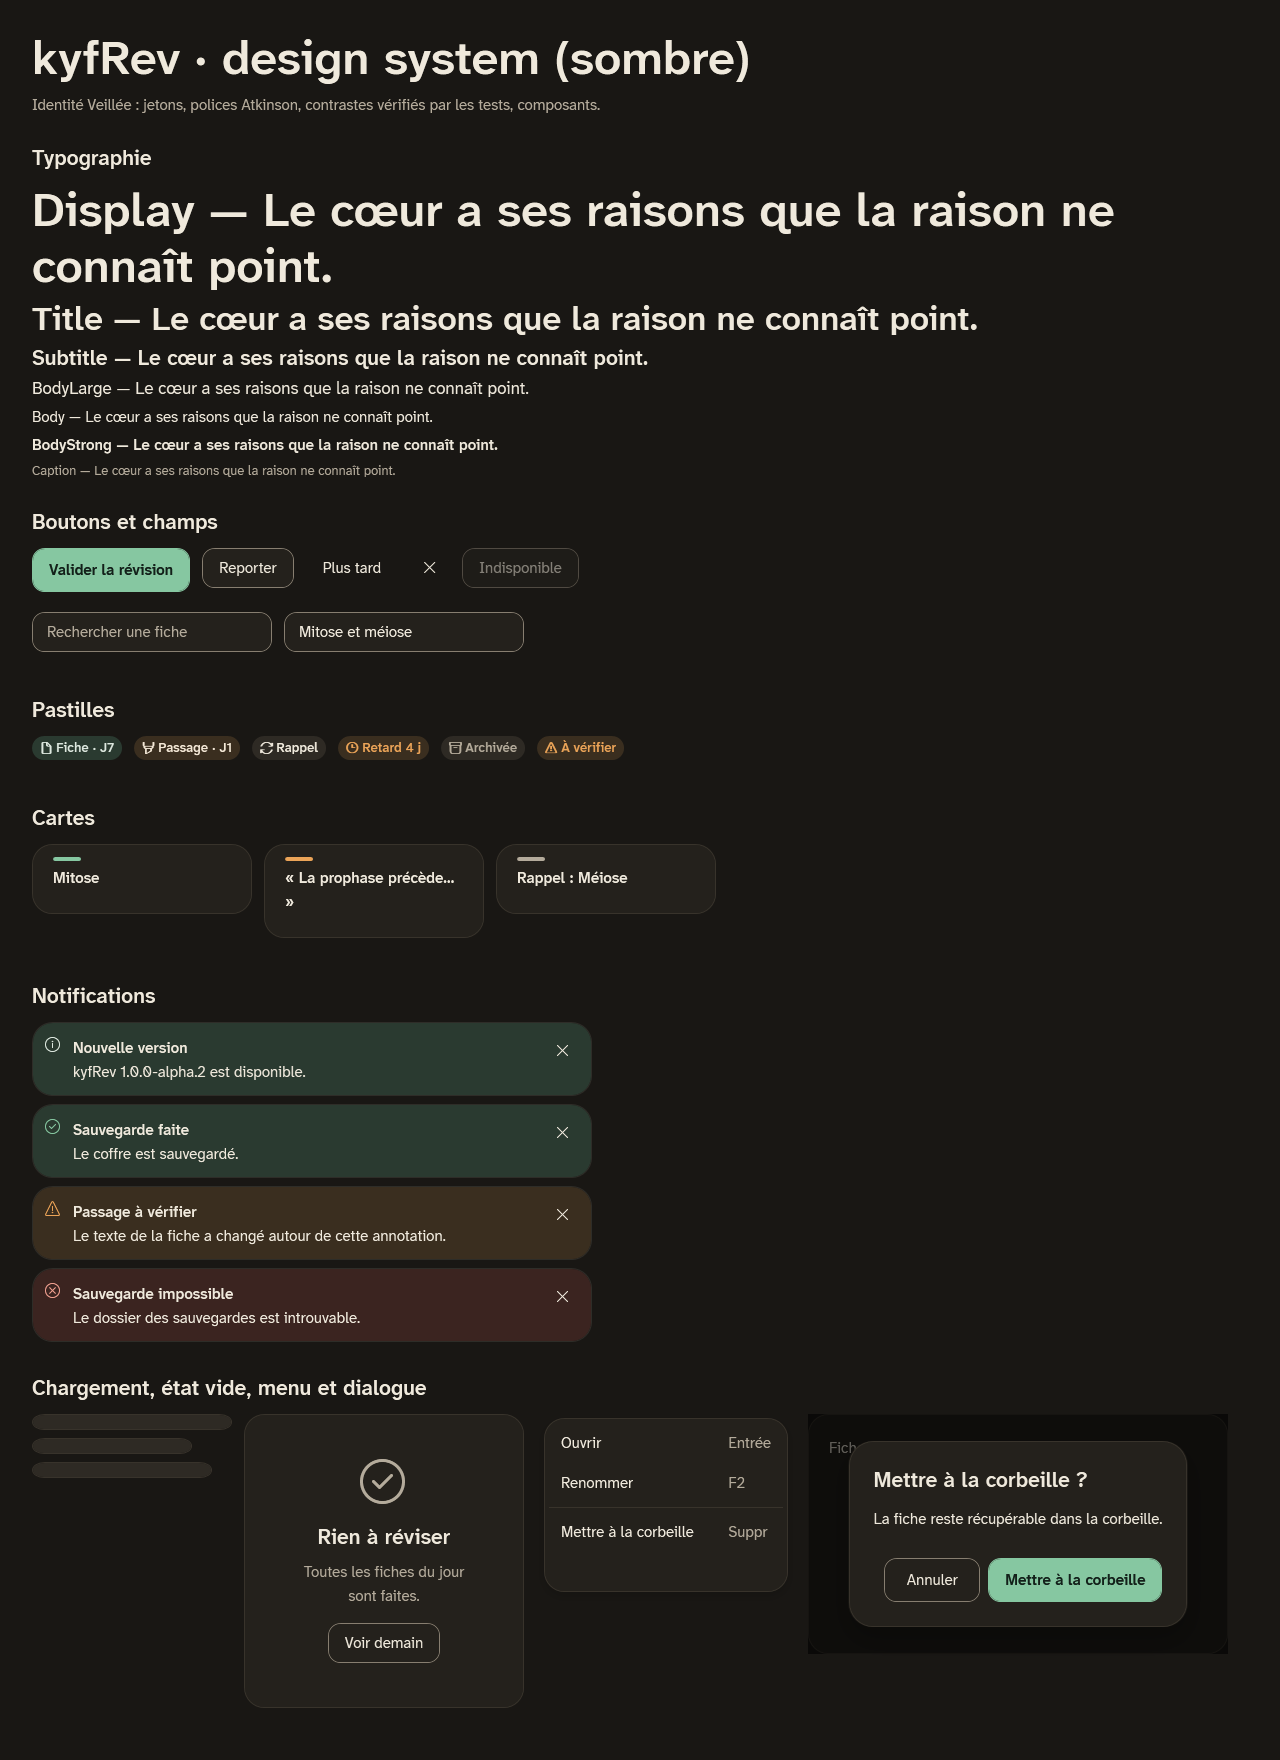 kyfRev · design system (sombre)
Identité Veillée : jetons, polices Atkinson, contrastes vérifiés par les tests, composants.
Typographie
Display — Le cœur a ses raisons que la raison ne
connaît point.
Title — Le cœur a ses raisons que la raison ne connaît point.
Subtitle — Le cœur a ses raisons que la raison ne connaît point.
BodyLarge — Le cœur a ses raisons que la raison ne connaît point.
Body — Le cœur a ses raisons que la raison ne connaît point.
BodyStrong — Le cœur a ses raisons que la raison ne connaît point.
Caption — Le cœur a ses raisons que la raison ne connaît point.
Boutons et champs
Valider la révision
Reporter
Plus tard
Indisponible
Rechercher une fiche
Mitose et méiose
Pastilles
Fiche · J7
Passage · J1
Rappel
Retard 4 j
Archivée
À vérifier
Cartes
Mitose
« La prophase précède…
»
Rappel : Méiose
Notifications
Nouvelle version
kyfRev 1.0.0-alpha.2 est disponible.
Sauvegarde faite
Le coffre est sauvegardé.
Passage à vérifier
Le texte de la fiche a changé autour de cette annotation.
Sauvegarde impossible
Le dossier des sauvegardes est introuvable.
Chargement, état vide, menu et dialogue
Rien à réviser
Toutes les fiches du jour
sont faites.
Voir demain
Ouvrir Entrée
Renommer F2
Mettre à la corbeille Suppr
Fich
Mettre à la corbeille ?
La fiche reste récupérable dans la corbeille.
Annuler
Mettre à la corbeille